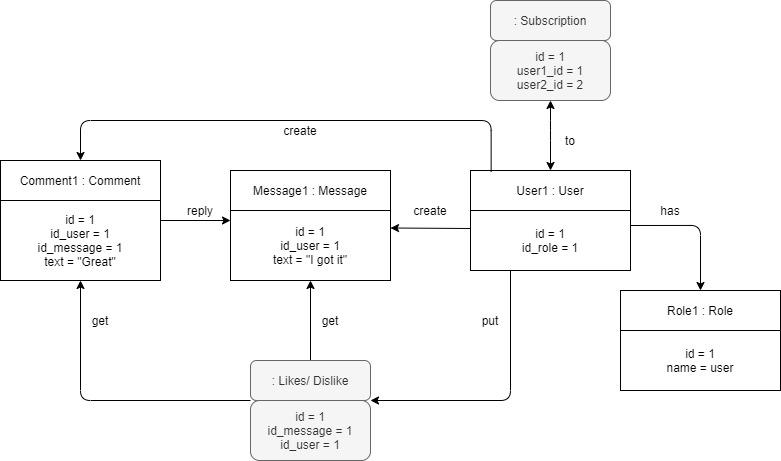 : Subscription
id = 1
user1_id = 1
user2_id = 2
create
to
Comment1 : Comment
id = 1
id_user = 1
id_message = 1
text = "Great"
reply
Message1 : Message
id = 1
id_user = 1
text = "I got it"
create
User1 : User
id = 1
id_role = 1
has
Role1 : Role
id = 1
name = user
get
get
put
: Likes/ Dislike
id = 1
id_message = 1
id_user = 1